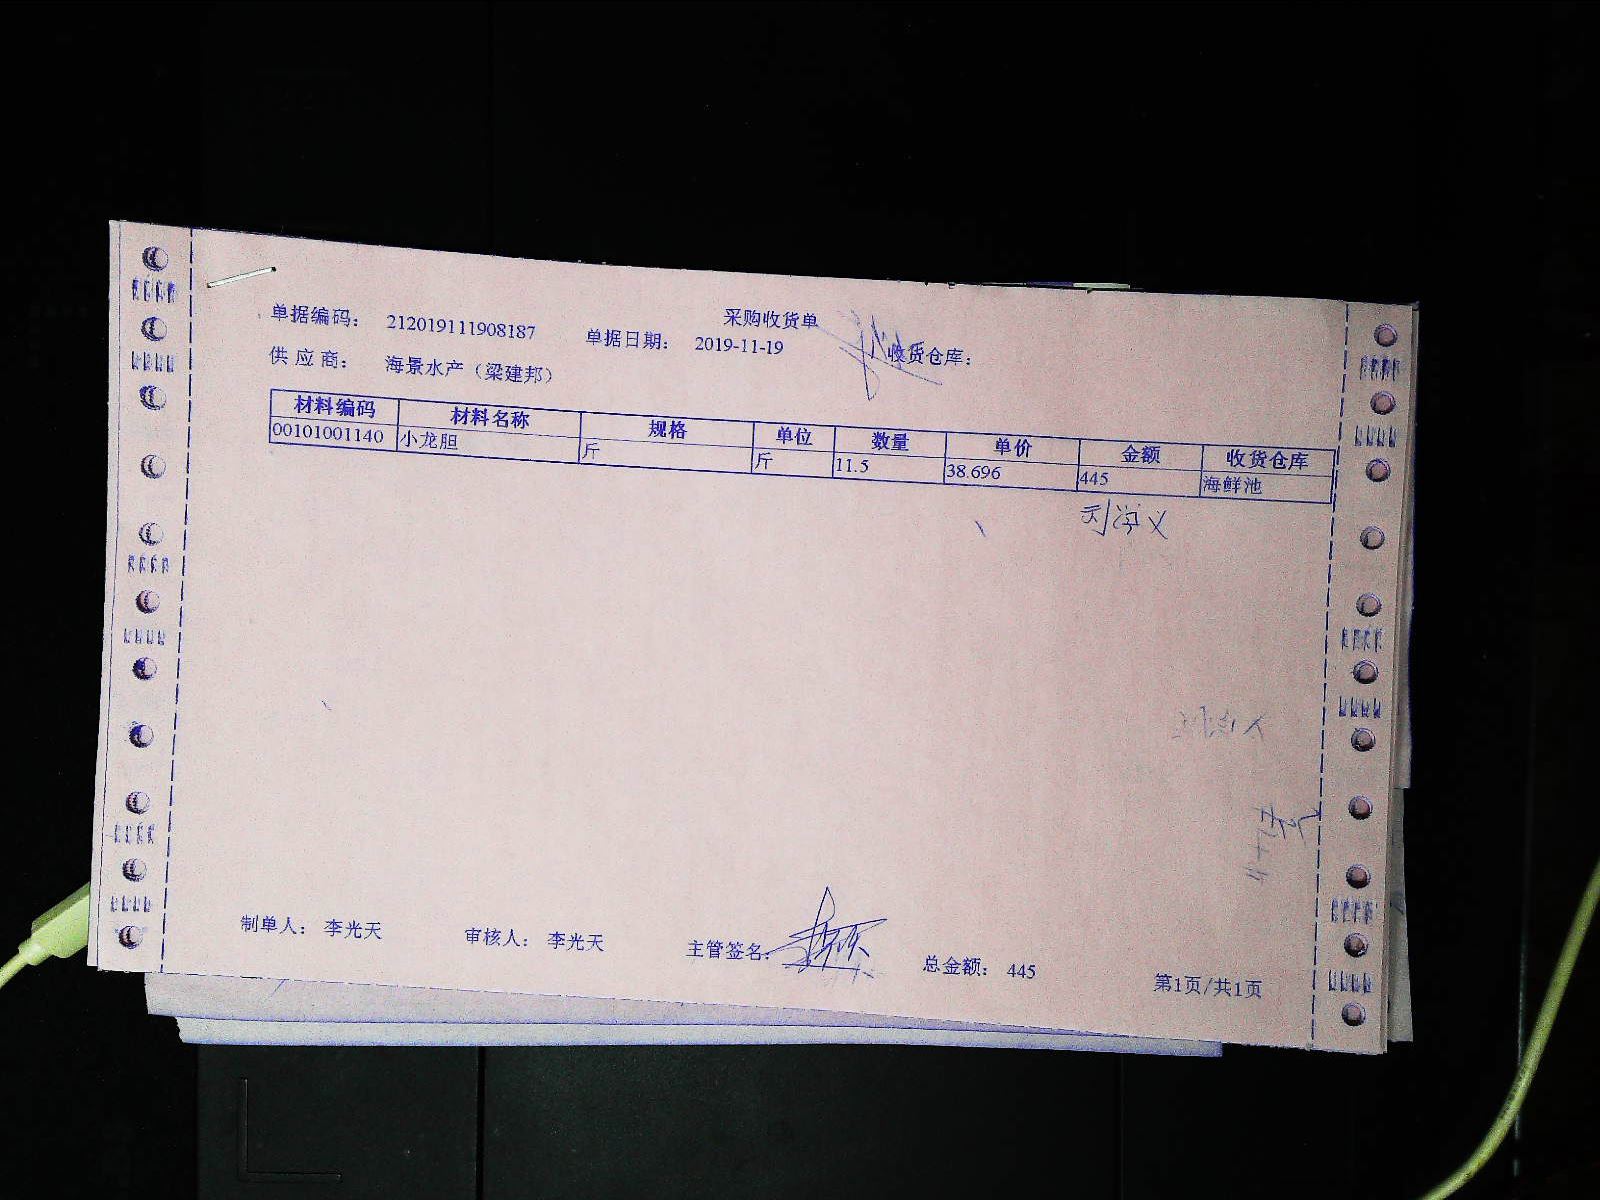 采购收货单
单据编码： 212019111908187 单据日期： 2019-11-19 收货仓库：
供 应 商： 海景水产（梁建邦）
材料编码 材料名称 规格 单位 数量 单价 金额 收货仓库
00101001140 小龙胆 斤 斤 11.5 38.696 445 海鲜池
制单人： 李光天 审核人： 李光天 主管签名： 总金额： 445 第1页/共1页